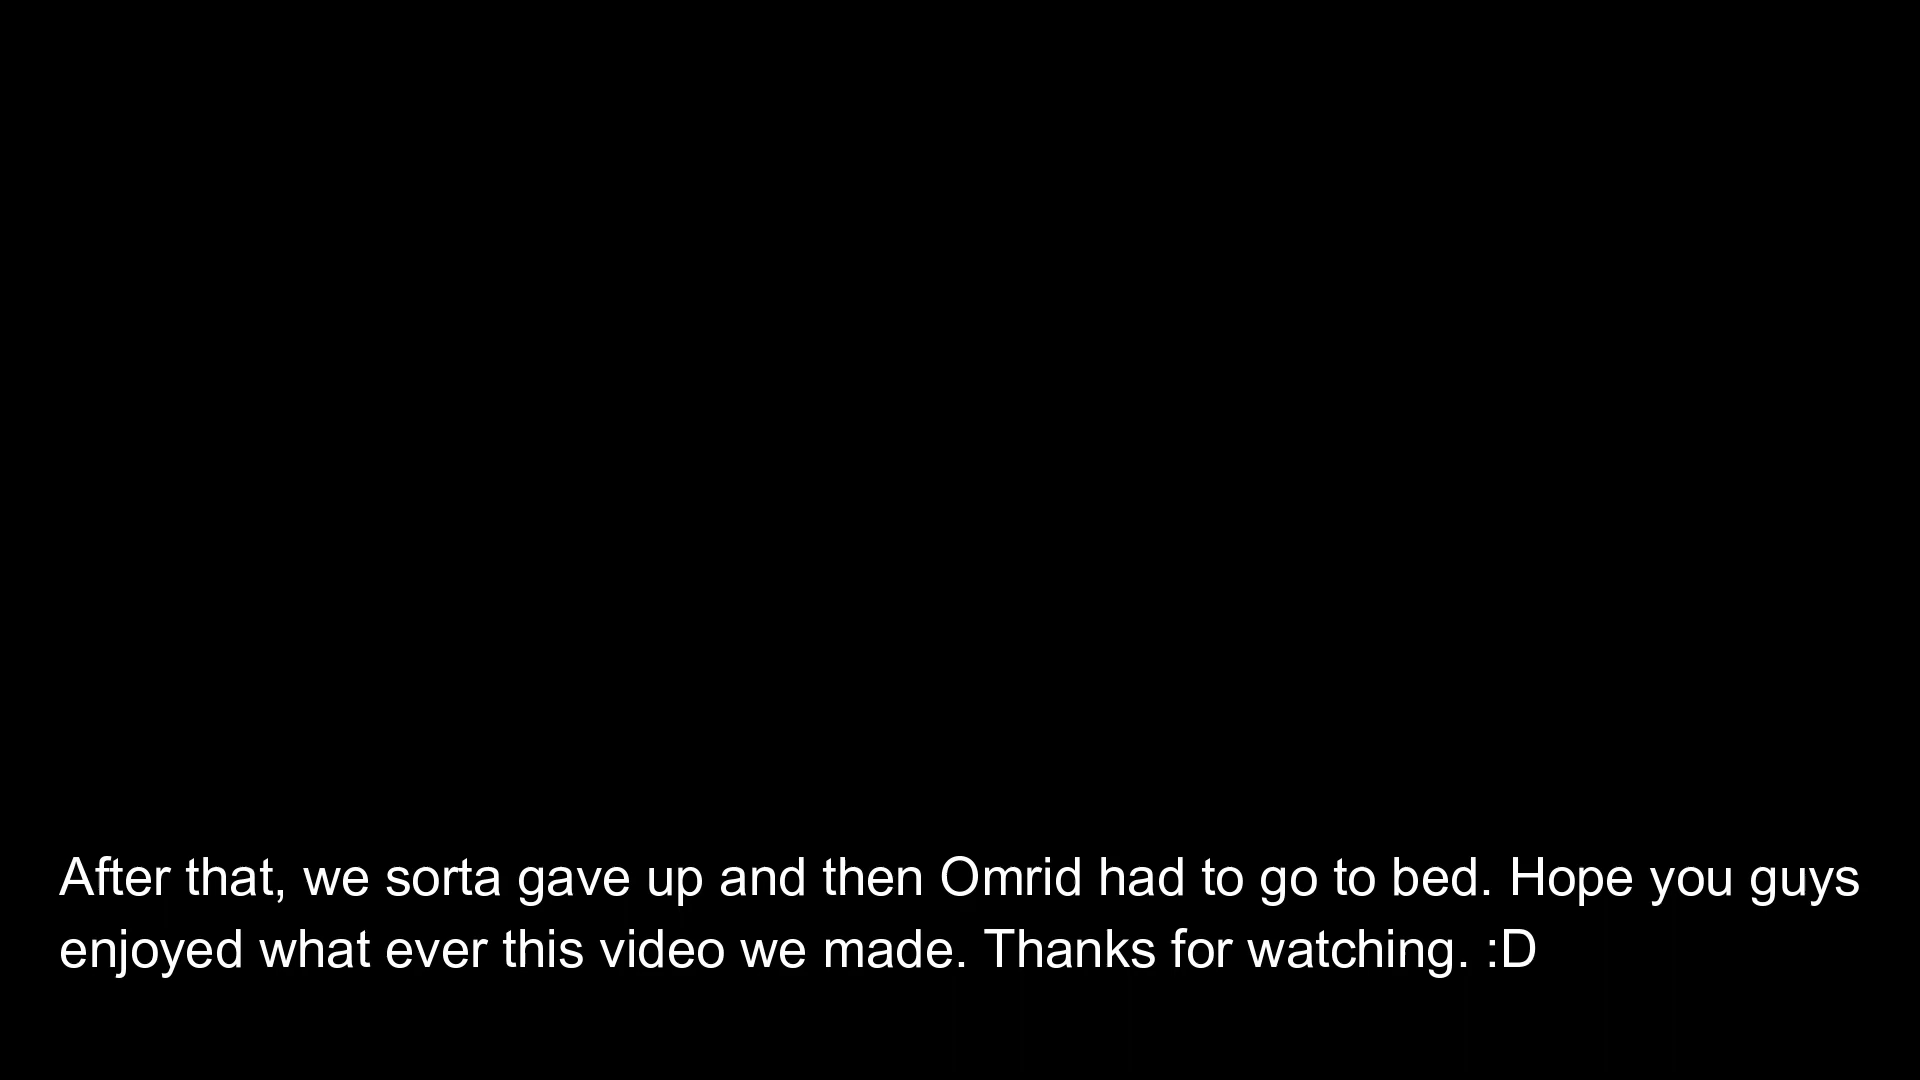 After that, we sorta gave up and then Omrid had to go to bed. Hope you guys
enjoyed what ever this video we made. Thanks for watching. :D